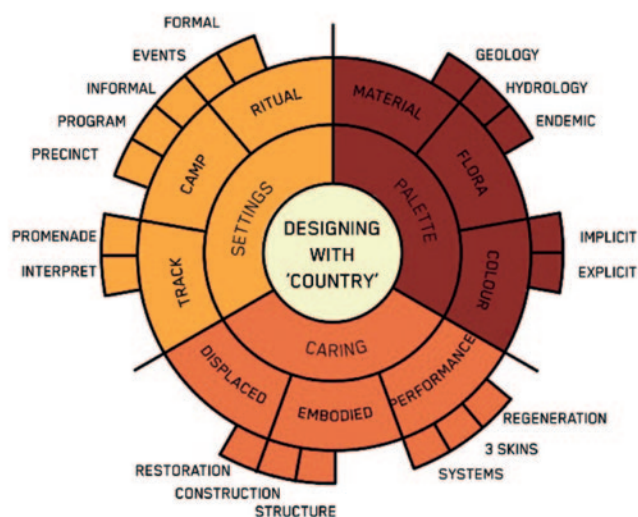 FORMAL
EVENTS
INFORMAL
PROGRAM
PRECINCT
PROMENADE
INTERPRET
RITUAL
CAMP
TRACK
SETTINGS
DESIGNING
WITH
'COUNTRY'
MATERIAL
FLORA
COLOUR
PALETTE
GEOLOGY
HYDROLOGY
ENDEMIC
IMPLICIT
EXPLICIT
CARING
DISPLACED
EMBODIED
PERFORMANCE
REGENERATION
3 SKINS
SYSTEMS
RESTORATION
CONSTRUCTION
STRUCTURE